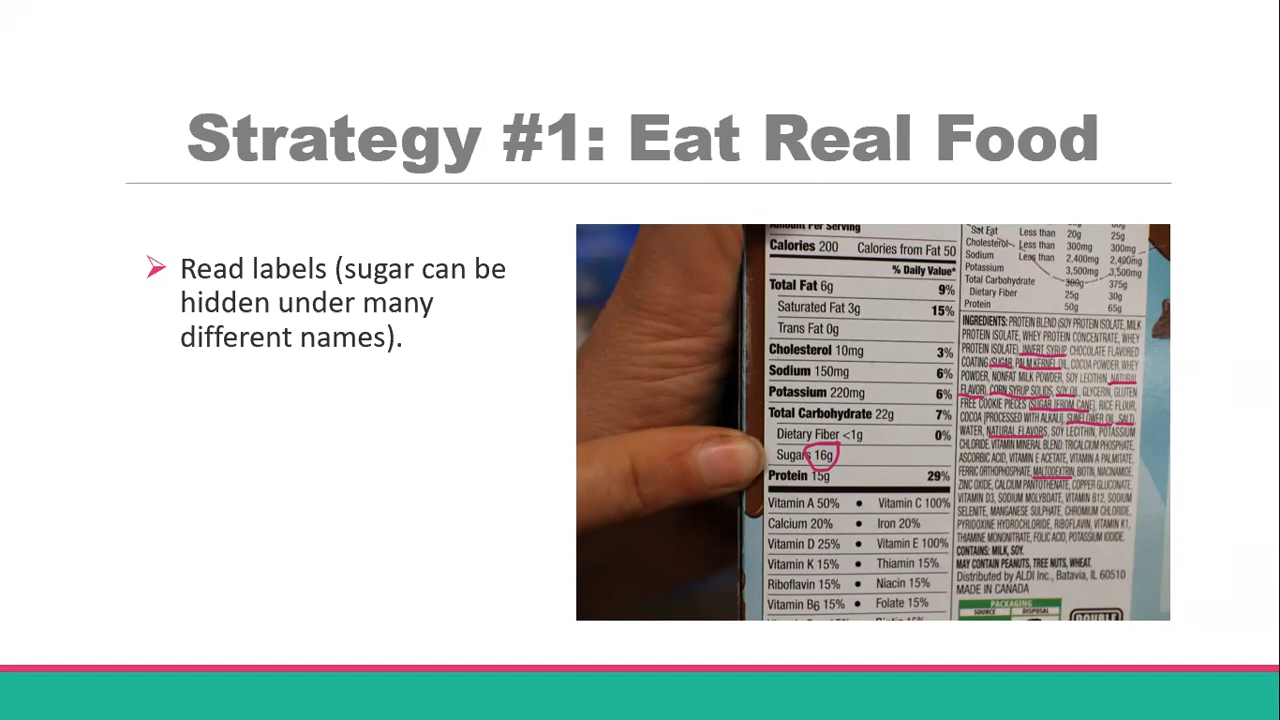 Strategy #1: Eat Real Food
Read labels (sugar can be
hidden under many
different names).
Amount Per Serving
Calories 200 Calories from Fat 50
% Daily Value*
Total Fat 6g 9%
Saturated Fat 3g 15%
Trans Fat 0g
Cholesterol 10mg 3%
Sodium 150mg 6%
Potassium 220mg 6%
Total Carbohydrate 22g 7%
Dietary Fiber <1g 0%
Sugars 16g
Protein 15g 29%
Vitamin A 50% • Vitamin C 100%
Calcium 20% • Iron 20%
Vitamin D 25% • Vitamin E 100%
Vitamin K 15% • Thiamin 15%
Riboflavin 15% • Niacin 15%
Vitamin B6 15% • Folate 15%
Sat Fat Less than 20g 25g
Cholesterol Less than 300mg 300mg
Sodium Less than 2,400mg 2,400mg
Potassium 3,500mg 3,500mg
Total Carbohydrate 300g 375g
Dietary Fiber 25g 30g
Protein 50g 65g
INGREDIENTS: PROTEIN BLEND (SOY PROTEIN ISOLATE, MILK
PROTEIN ISOLATE, WHEY PROTEIN CONCENTRATE, WHEY
PROTEIN ISOLATE), INVERT SYRUP, CHOCOLATE FLAVORED
COATING (SUGAR, PALM KERNEL OIL, COCOA POWDER, WHEY
POWDER, NONFAT MILK POWDER, SOY LECITHIN, NATURAL
FLAVOR), CORN SYRUP SOLIDS, SOY OIL, GLYCERIN, GLUTEN
FREE COOKIE PIECES (SUGAR [FROM CANE], RICE FLOUR,
COCOA [PROCESSED WITH ALKALI], SUNFLOWER OIL, SALT),
WATER, NATURAL FLAVORS, SOY LECITHIN, POTASSIUM
CHLORIDE. VITAMIN MINERAL BLEND: TRICALCIUM PHOSPHATE,
ASCORBIC ACID, VITAMIN E ACETATE, VITAMIN A PALMITATE,
FERRIC ORTHOPHOSPHATE, MALTODEXTRIN, BIOTIN, NIACINAMIDE,
ZINC OXIDE, CALCIUM PANTOTHENATE, COPPER GLUCONATE,
VITAMIN D3, SODIUM MOLYBDATE, VITAMIN B12, SODIUM
SELENITE, MANGANESE SULPHATE, CHROMIUM CHLORIDE,
PYRIDOXINE HYDROCHLORIDE, RIBOFLAVIN, VITAMIN K1,
THIAMINE MONONITRATE, FOLIC ACID, POTASSIUM IODIDE.
CONTAINS: MILK, SOY.
MAY CONTAIN PEANUTS, TREE NUTS, WHEAT.
Distributed by ALDI Inc., Batavia, IL 60510
MADE IN CANADA
PACKAGING
SOURCE DISPOSAL
DOUBLE